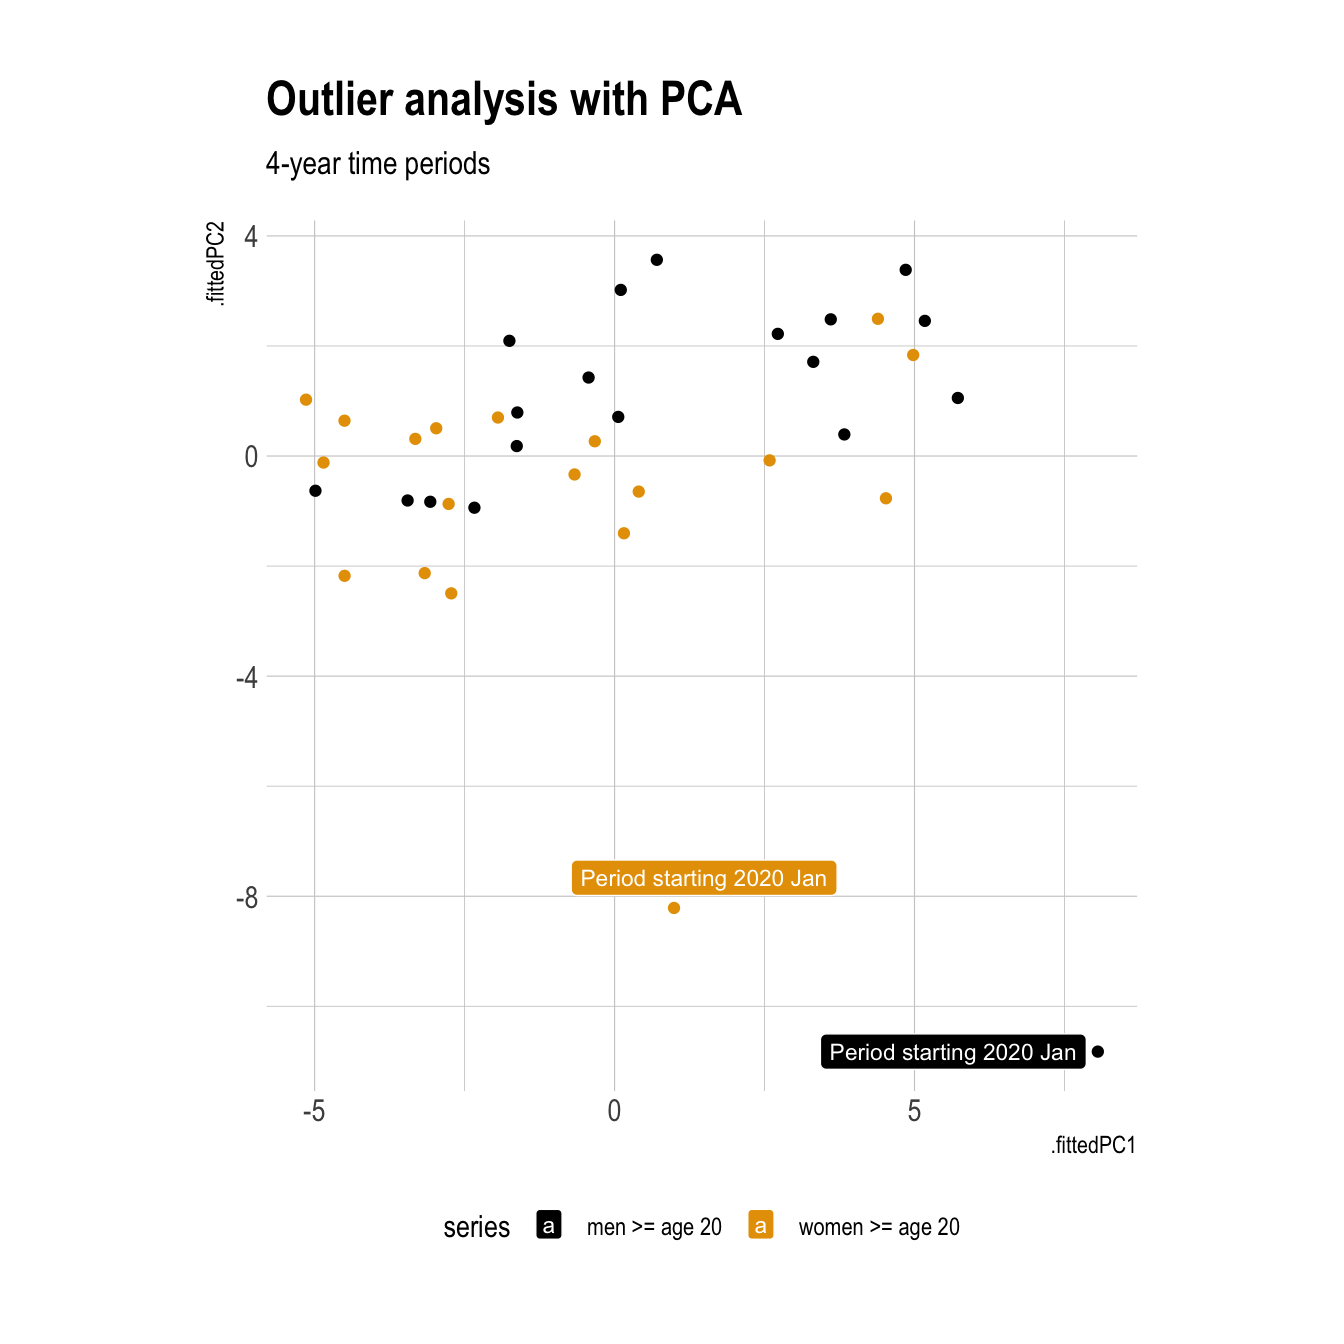 Outlier analysis with PCA
4-year time periods
.fittedPC2
4
0
-4
-8
Period starting 2020 Jan
Period starting 2020 Jan
-5 0 5
.fittedPC1
series a men >= age 20 a women >= age 20